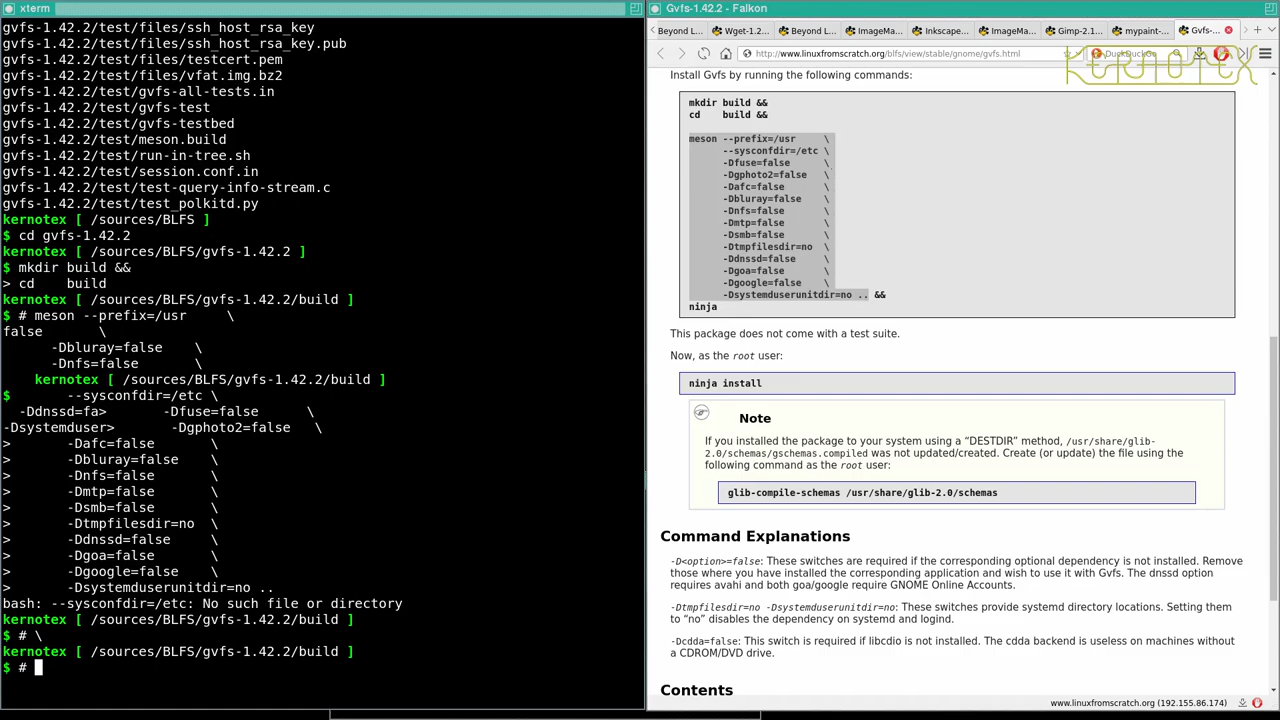 xterm
gvfs-1.42.2/test/files/ssh_host_rsa_key
gvfs-1.42.2/test/files/ssh_host_rsa_key.pub
gvfs-1.42.2/test/files/testcert.pem
gvfs-1.42.2/test/files/vfat.img.bz2
gvfs-1.42.2/test/gvfs-all-tests.in
gvfs-1.42.2/test/gvfs-test
gvfs-1.42.2/test/gvfs-testbed
gvfs-1.42.2/test/meson.build
gvfs-1.42.2/test/run-in-tree.sh
gvfs-1.42.2/test/session.conf.in
gvfs-1.42.2/test/test-query-info-stream.c
gvfs-1.42.2/test/test_polkitd.py
kernotex [ /sources/BLFS ]
$ cd gvfs-1.42.2
kernotex [ /sources/BLFS/gvfs-1.42.2 ]
$ mkdir build &&
> cd    build
kernotex [ /sources/BLFS/gvfs-1.42.2/build ]
$ # meson --prefix=/usr     \
false       \
      -Dbluray=false    \
      -Dnfs=false       \
    kernotex [ /sources/BLFS/gvfs-1.42.2/build ]
$       --sysconfdir=/etc \
  -Ddnssd=fa>       -Dfuse=false      \
-Dsystemduser>       -Dgphoto2=false   \
>       -Dafc=false       \
>       -Dbluray=false    \
>       -Dnfs=false       \
>       -Dmtp=false       \
>       -Dsmb=false       \
>       -Dtmpfilesdir=no  \
>       -Ddnssd=false     \
>       -Dgoa=false       \
>       -Dgoogle=false    \
>       -Dsystemduserunitdir=no ..
bash: --sysconfdir=/etc: No such file or directory
kernotex [ /sources/BLFS/gvfs-1.42.2/build ]
$ # \
kernotex [ /sources/BLFS/gvfs-1.42.2/build ]
$ #
Gvfs-1.42.2 - Falkon
Beyond L... Wget-1.2... Beyond L... ImageMa... Inkscape... ImageMa... Gimp-2.1... mypaint-... Gvfs-...
http://www.linuxfromscratch.org/blfs/view/stable/gnome/gvfs.html DuckDuckGo
KERNOTEX
Install Gvfs by running the following commands:
mkdir build &&
cd    build &&
meson --prefix=/usr     \
      --sysconfdir=/etc \
      -Dfuse=false      \
      -Dgphoto2=false   \
      -Dafc=false       \
      -Dbluray=false    \
      -Dnfs=false       \
      -Dmtp=false       \
      -Dsmb=false       \
      -Dtmpfilesdir=no  \
      -Ddnssd=false     \
      -Dgoa=false       \
      -Dgoogle=false    \
      -Dsystemduserunitdir=no .. &&
ninja
This package does not come with a test suite.
Now, as the root user:
ninja install
Note
If you installed the package to your system using a “DESTDIR” method, /usr/share/glib-
2.0/schemas/gschemas.compiled was not updated/created. Create (or update) the file using the
following command as the root user:
glib-compile-schemas /usr/share/glib-2.0/schemas
Command Explanations
-D<option>=false: These switches are required if the corresponding optional dependency is not installed. Remove
those where you have installed the corresponding application and wish to use it with Gvfs. The dnssd option
requires avahi and both goa/google require GNOME Online Accounts.
-Dtmpfilesdir=no -Dsystemduserunitdir=no: These switches provide systemd directory locations. Setting them
to “no” disables the dependency on systemd and logind.
-Dcdda=false: This switch is required if libcdio is not installed. The cdda backend is useless on machines without
a CDROM/DVD drive.
Contents
www.linuxfromscratch.org (192.155.86.174)